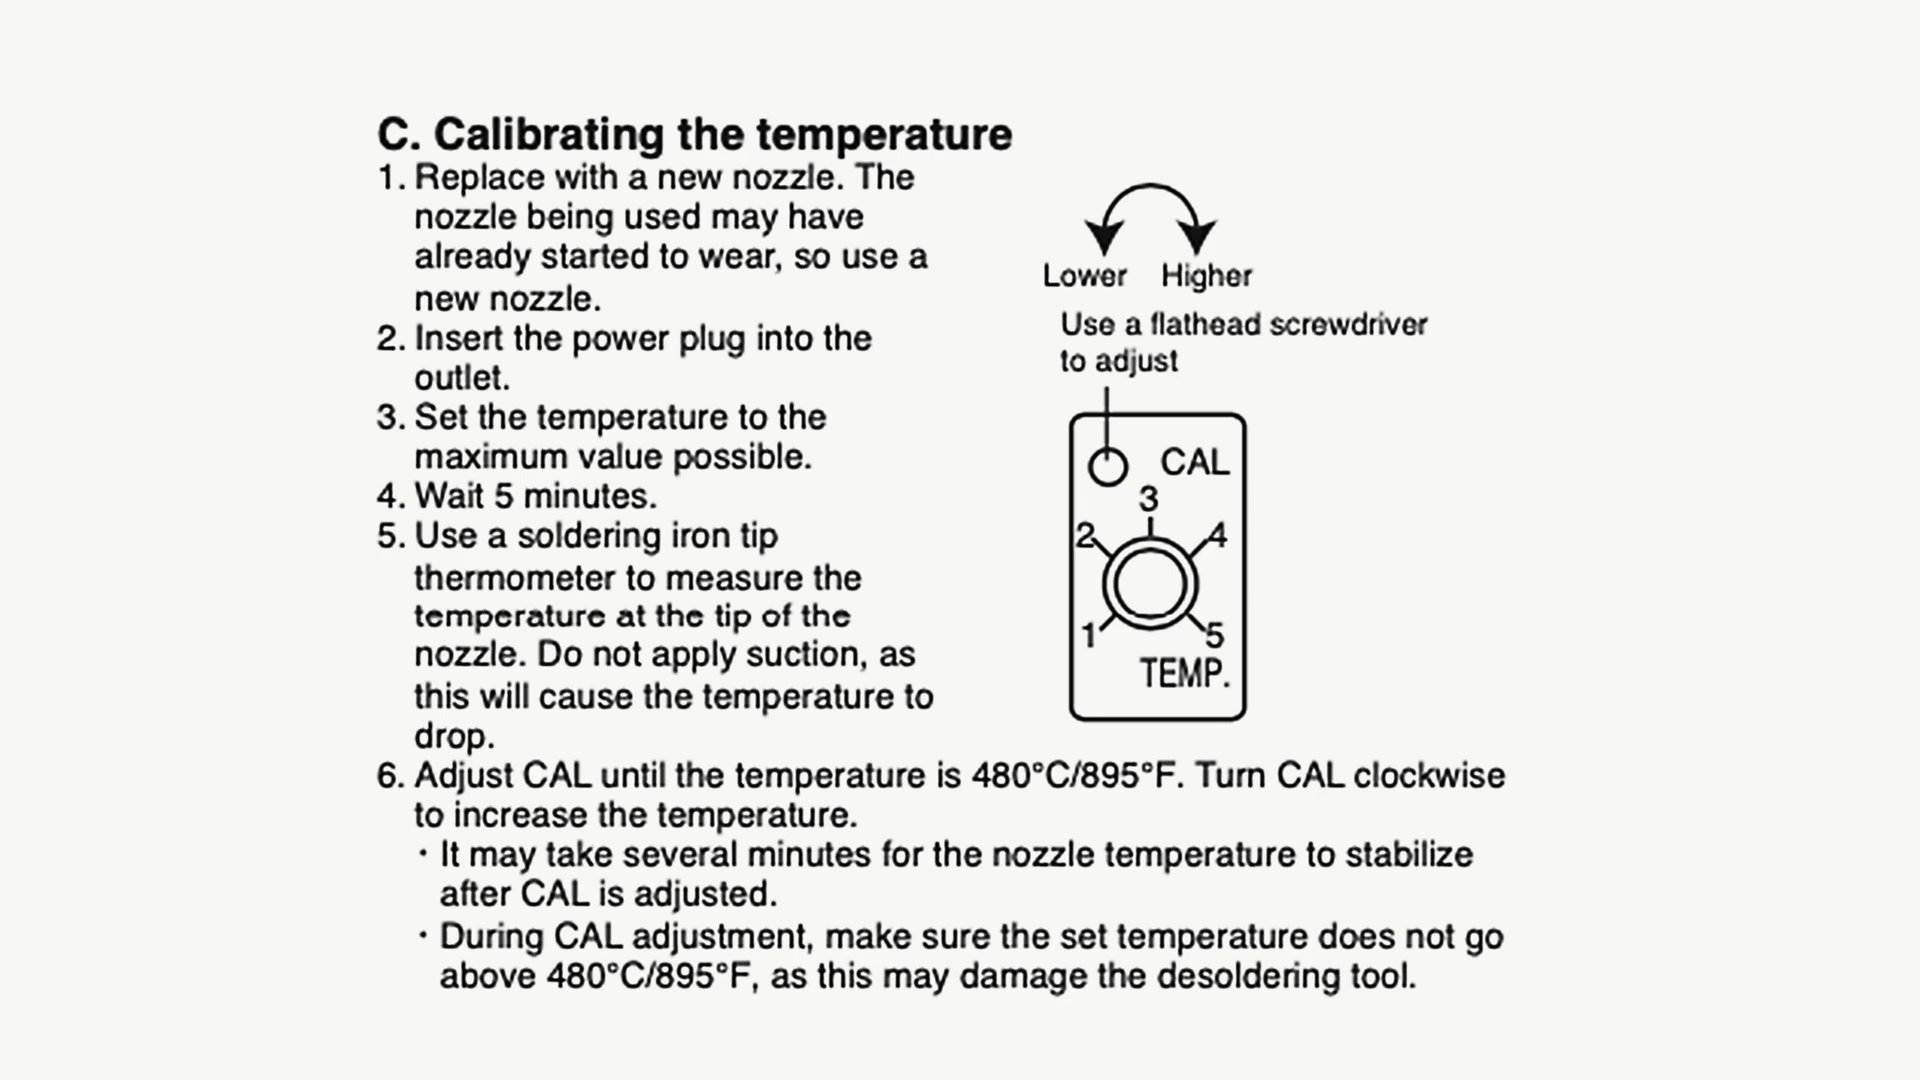 C. Calibrating the temperature
1. Replace with a new nozzle. The
nozzle being used may have
already started to wear, so use a
new nozzle.
2. Insert the power plug into the
outlet.
3. Set the temperature to the
maximum value possible.
4. Wait 5 minutes.
5. Use a soldering iron tip
thermometer to measure the
temperature at the tip of the
nozzle. Do not apply suction, as
this will cause the temperature to
drop.
6. Adjust CAL until the temperature is 480°C/895°F. Turn CAL clockwise
to increase the temperature.
· It may take several minutes for the nozzle temperature to stabilize
after CAL is adjusted.
· During CAL adjustment, make sure the set temperature does not go
above 480°C/895°F, as this may damage the desoldering tool.
Lower Higher
Use a flathead screwdriver
to adjust
CAL
3
2 4
1 5
TEMP.